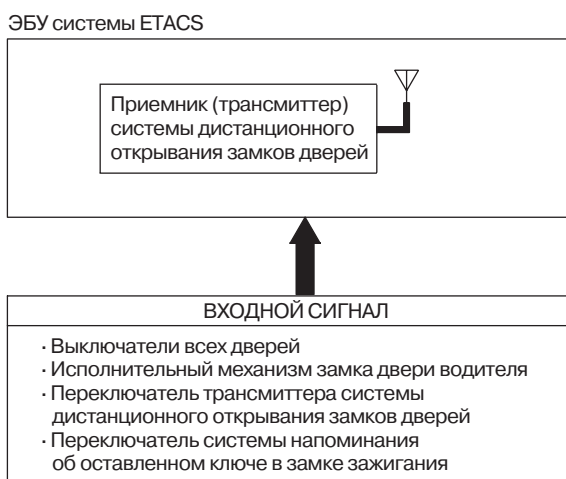 ЭБУ системы ETACS
Приемник (трансмиттер)
системы дистанционного
открывания замков дверей
ВХОДНОЙ СИГНАЛ
· Выключатели всех дверей
· Исполнительный механизм замка двери водителя
· Переключатель трансмиттера системы
дистанционного открывания замков дверей
· Переключатель системы напоминания
об оставленном ключе в замке зажигания